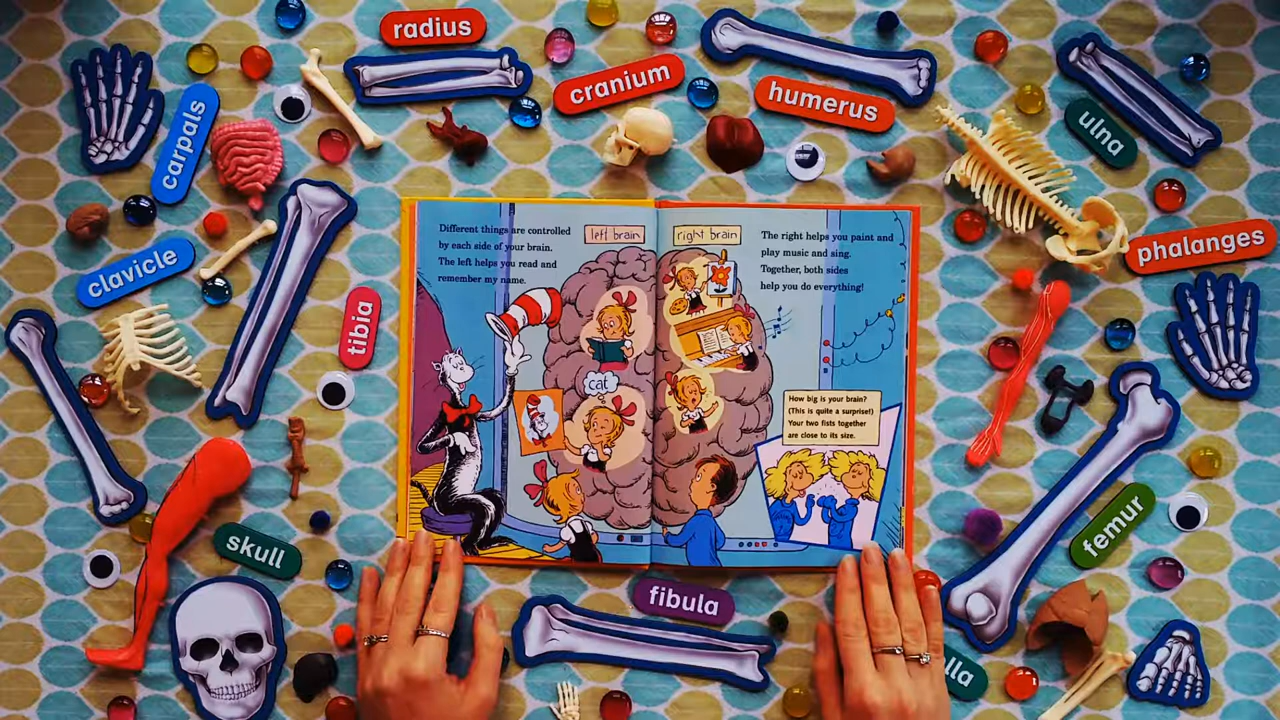 radius
cranium
humerus
ulna
carpals
phalanges
clavicle
tibia
Different things are controlled
by each side of your brain.
The left helps you read and
remember my name.
left brain
right brain
The right helps you paint and
play music and sing.
Together, both sides
help you do everything!
cat
How big is your brain?
(This is quite a surprise!)
Your two fists together
are close to its size.
skull
femur
fibula